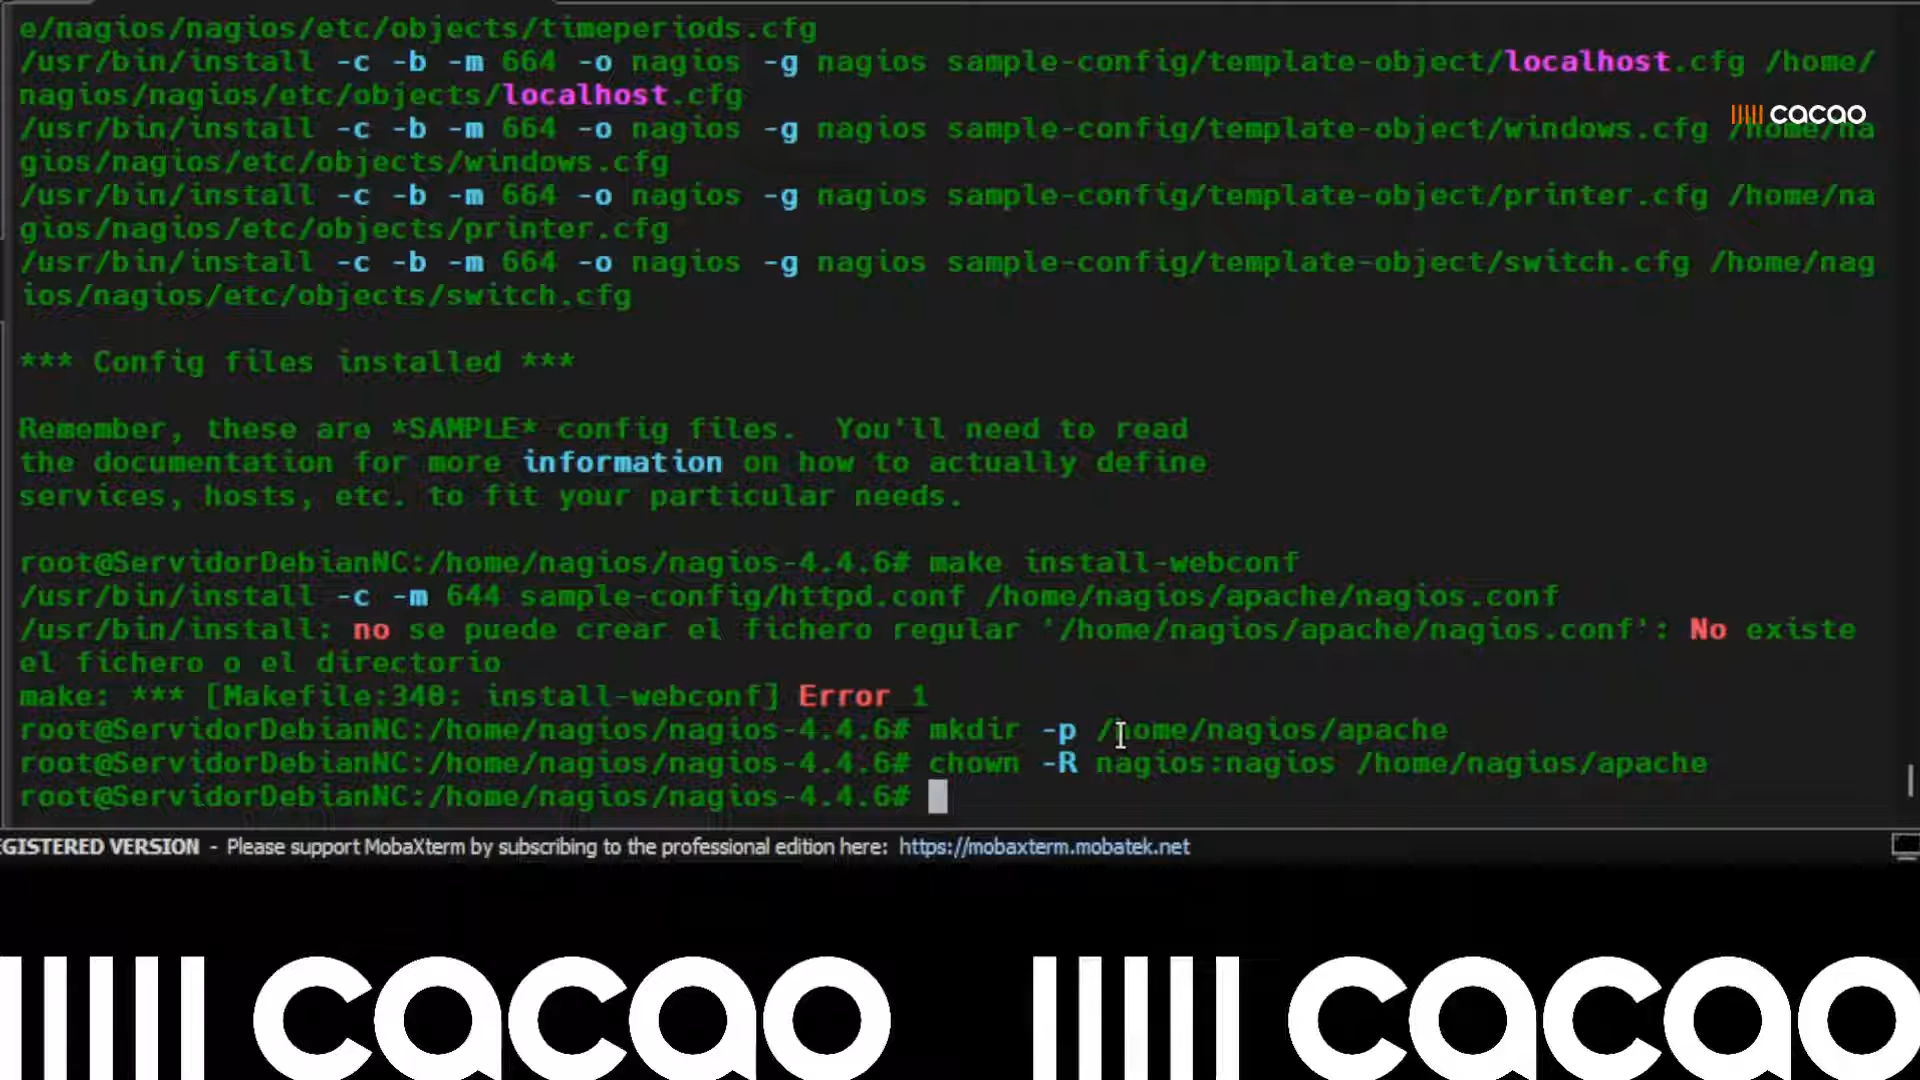 e/nagios/nagios/etc/objects/timeperiods.cfg
/usr/bin/install -c -b -m 664 -o nagios -g nagios sample-config/template-object/localhost.cfg /home/
nagios/nagios/etc/objects/localhost.cfg
cacao
/usr/bin/install -c -b -m 664 -o nagios -g nagios sample-config/template-object/windows.cfg /home/na
gios/nagios/etc/objects/windows.cfg
/usr/bin/install -c -b -m 664 -o nagios -g nagios sample-config/template-object/printer.cfg /home/na
gios/nagios/etc/objects/printer.cfg
/usr/bin/install -c -b -m 664 -o nagios -g nagios sample-config/template-object/switch.cfg /home/nag
ios/nagios/etc/objects/switch.cfg
*** Config files installed ***
Remember, these are *SAMPLE* config files.  You'll need to read
the documentation for more information on how to actually define
services, hosts, etc. to fit your particular needs.
root@ServidorDebianNC:/home/nagios/nagios-4.4.6# make install-webconf
/usr/bin/install -c -m 644 sample-config/httpd.conf /home/nagios/apache/nagios.conf
/usr/bin/install: no se puede crear el fichero regular '/home/nagios/apache/nagios.conf': No existe
el fichero o el directorio
make: *** [Makefile:340: install-webconf] Error 1
root@ServidorDebianNC:/home/nagios/nagios-4.4.6# mkdir -p /home/nagios/apache
root@ServidorDebianNC:/home/nagios/nagios-4.4.6# chown -R nagios:nagios /home/nagios/apache
root@ServidorDebianNC:/home/nagios/nagios-4.4.6#
GISTERED VERSION - Please support MobaXterm by subscribing to the professional edition here: https://mobaxterm.mobatek.net
cacao cacao